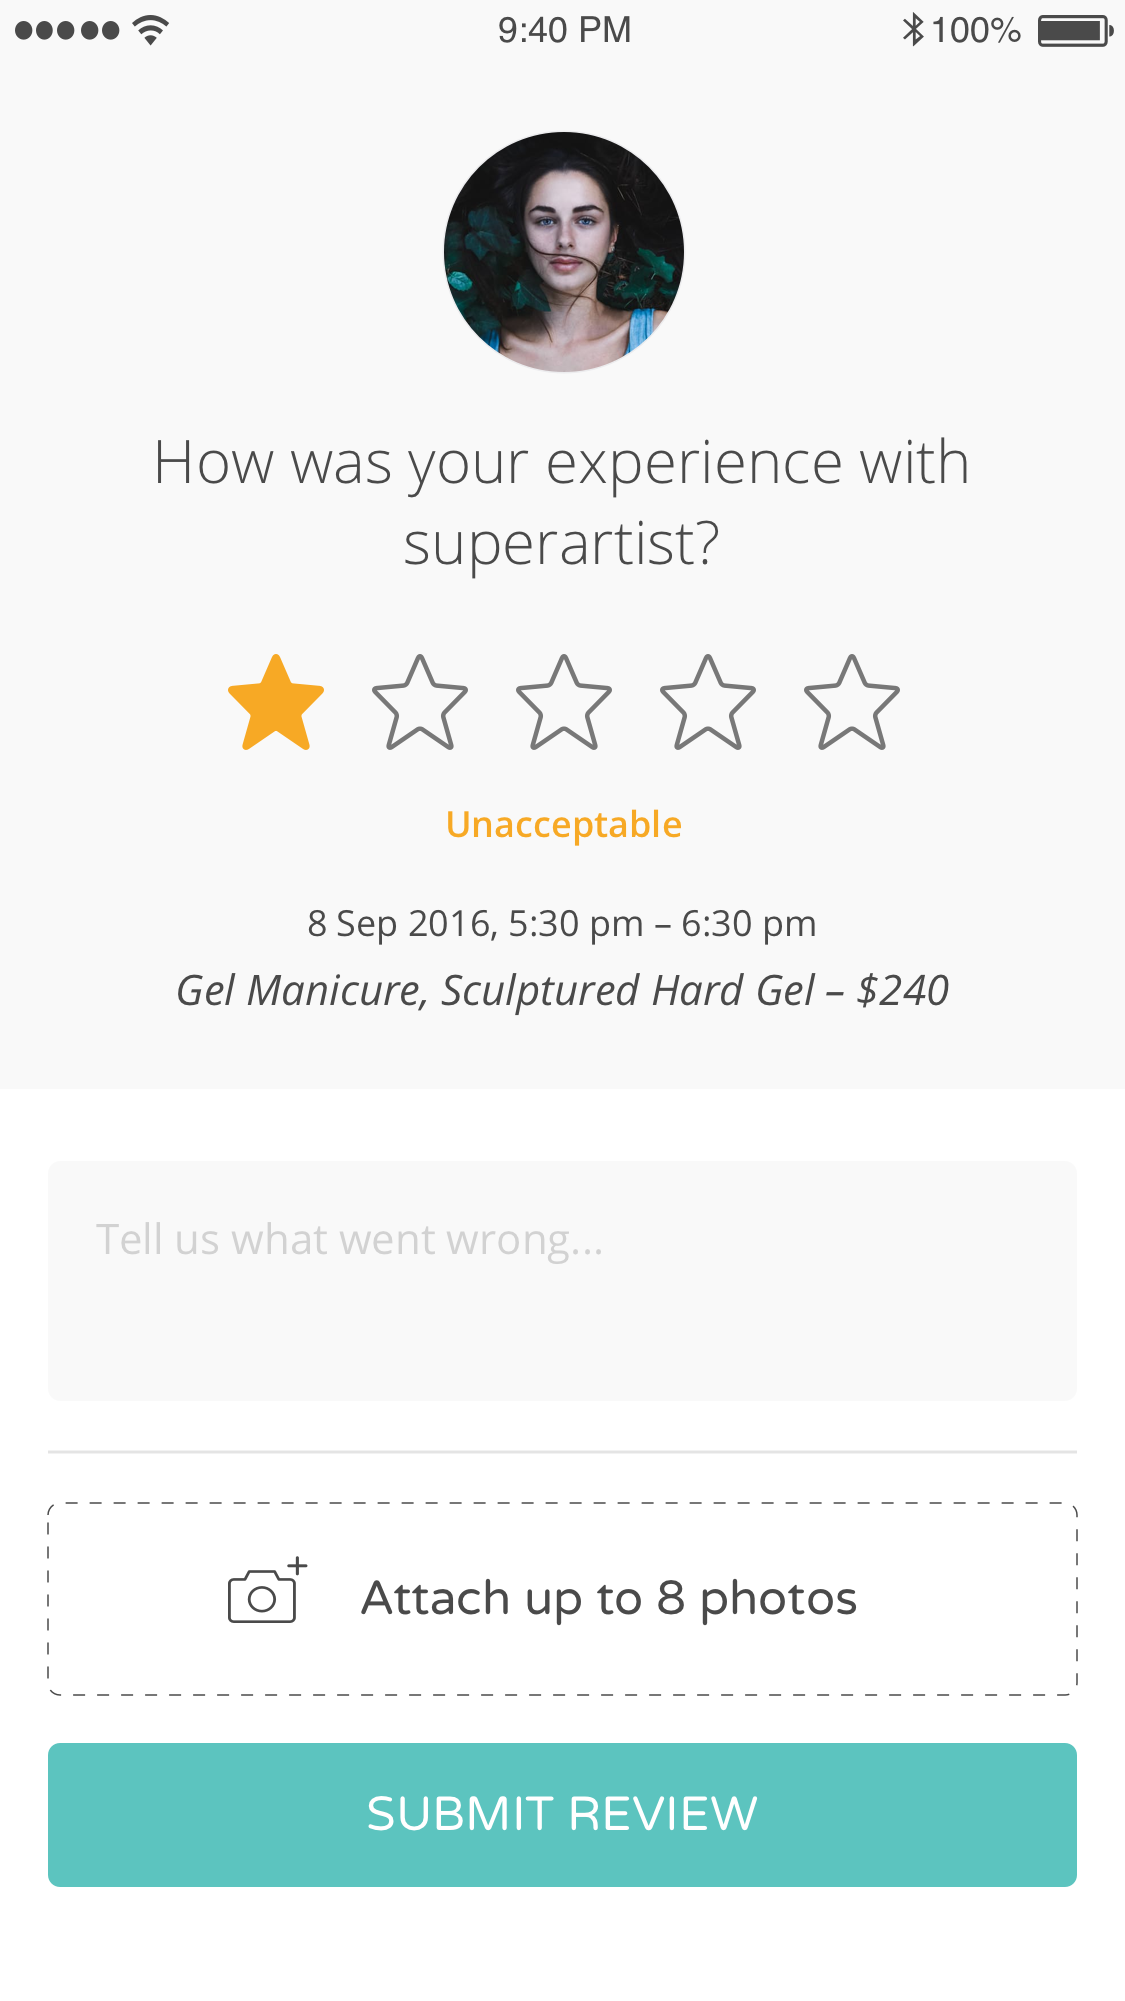 9:40 PM
100%
How was your experience with
superartist?
Unacceptable
8 Sep 2016, 5:30 pm – 6:30 pm
Gel Manicure, Sculptured Hard Gel – $240
Tell us what went wrong...
Attach up to 8 photos
SUBMIT REVIEW